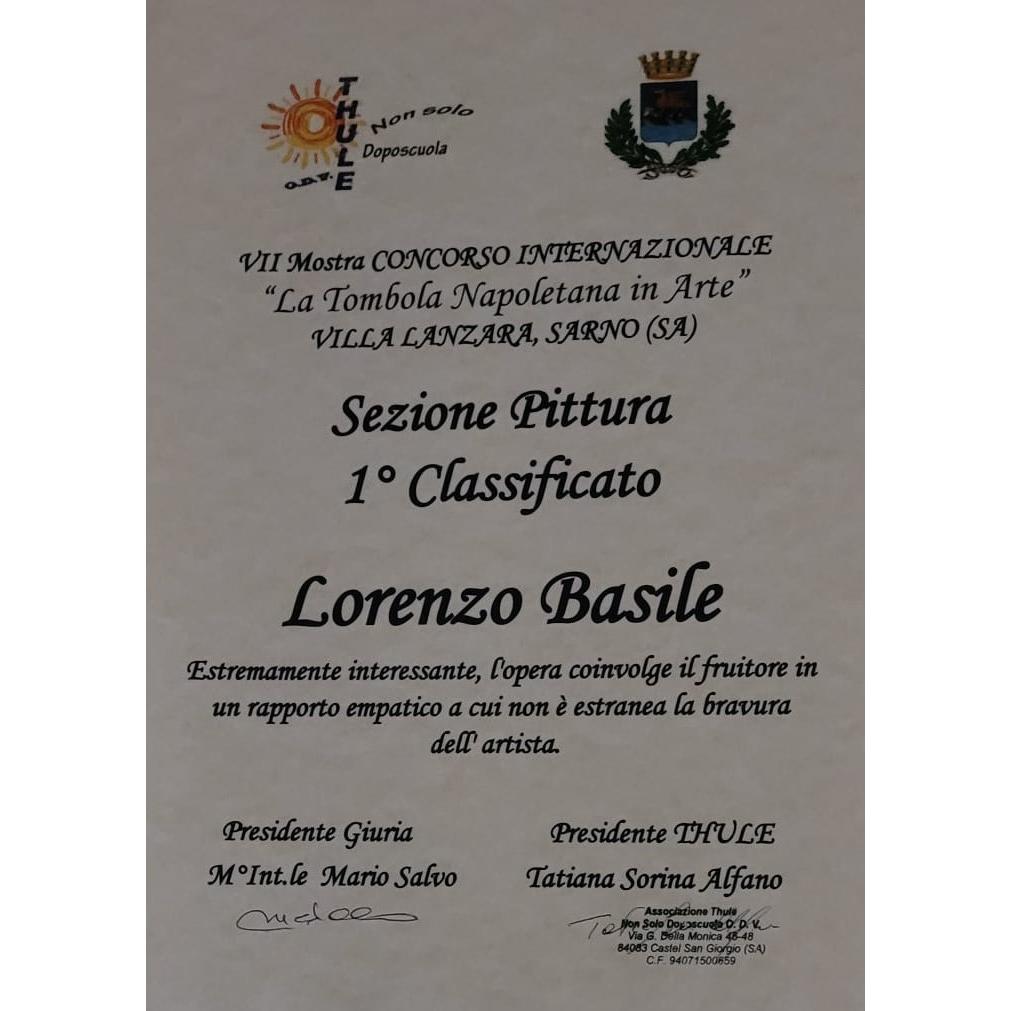 THULE
Non solo
Doposcuola
O.D.V.
VII Mostra CONCORSO INTERNAZIONALE
“La Tombola Napoletana in Arte”
VILLA LANZARA, SARNO (SA)
Sezione Pittura
1° Classificato
Lorenzo Basile
Estremamente interessante, l'opera coinvolge il fruitore in
un rapporto empatico a cui non è estranea la bravura
dell' artista.
Presidente Giuria
M°Int.le Mario Salvo
Presidente THULE
Tatiana Sorina Alfano
Associazione Thule
Non Solo Doposcuola O. D. V.
Via G. Della Monica 46-48
84083 Castel San Giorgio (SA)
C.F. 94071500659